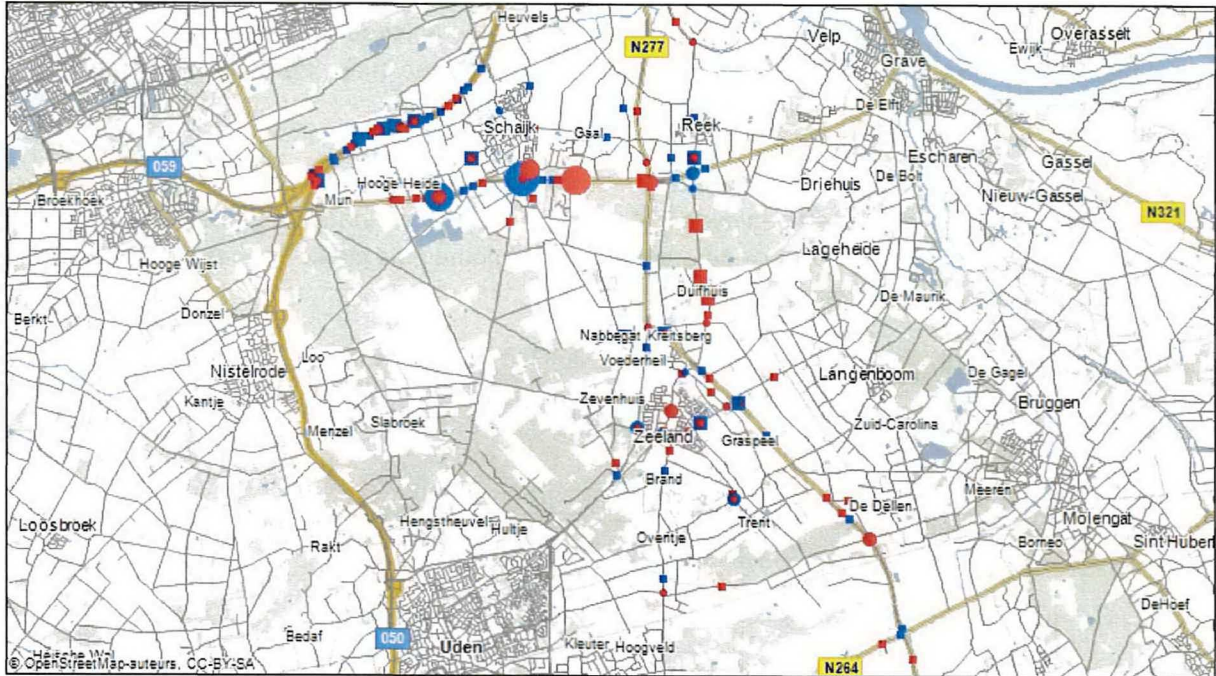 Heuvels
Velp
Overasselt
Ewijk
N277
Grave
De Elft
Schaijk
Gaal
Reek
059
Escharen
Gassel
Hooge Heide
Driehuis
De Bolt
Nieuw-Gassel
Broekhoek
Mun
N321
Hooge Wijst
Lageheide
Duifhuis
De Maurik
Donzel
Berkt
Nabbegat
Kreitsberg
Loo
Voederheil
Nistelrode
Langenboom
De Gagel
Kantje
Zevenhuis
Bruggen
Slabroek
Menzel
Zeeland
Graspeel
Zuid-Carolina
Brand
Meeren
Loosbroek
Hengstheuvel
Hultje
Trent
De Dellen
Molengat
Rakt
Oventje
Borneo
Sint Hubert
De Hoef
Bedaf
050
Uden
Kleuter
Hoogveld
N264
© OpenStreetMap-auteurs, CC-BY-SA